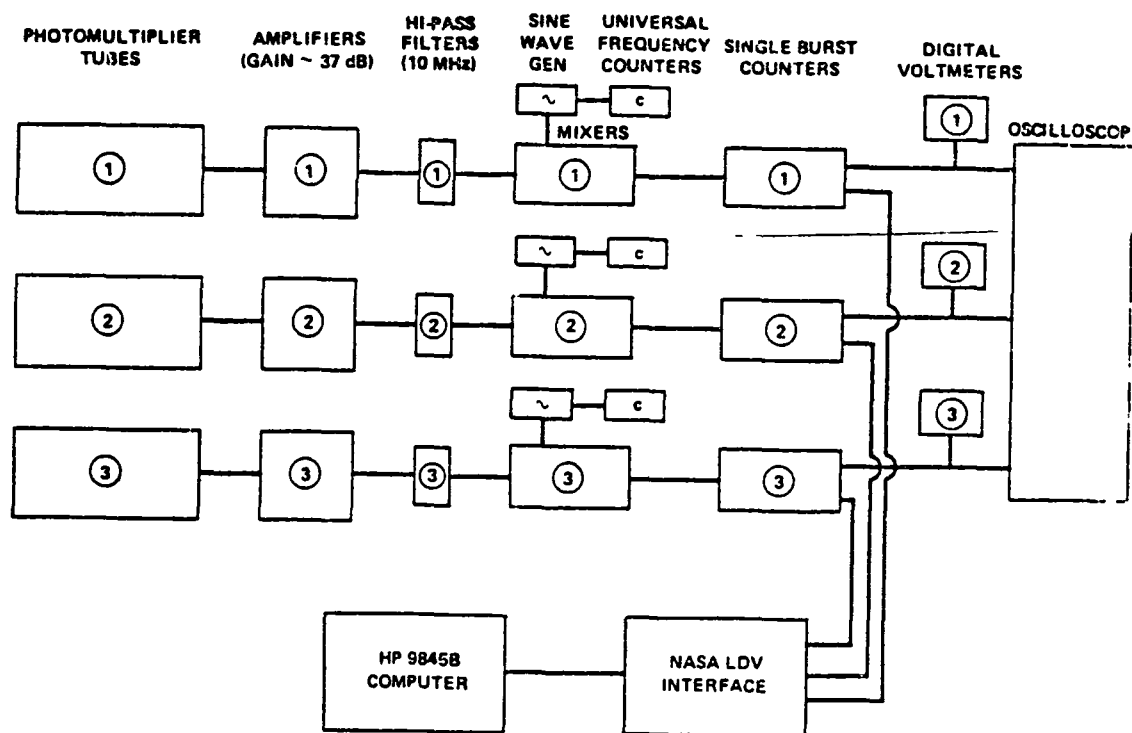 PHOTOMULTIPLIER
TUBES
AMPLIFIERS
(GAIN ~ 37 dB)
HI-PASS
FILTERS
(10 MHz)
SINE
WAVE
GEN
UNIVERSAL
FREQUENCY
COUNTERS
SINGLE BURST
COUNTERS
DIGITAL
VOLTMETERS
OSCILLOSCOP
~ C
MIXERS
1
1 1 1 1 1
~ C
2
2 2 2 2 2
~ C
3
3 3 3 3 3
HP 9845B
COMPUTER
NASA LDV
INTERFACE